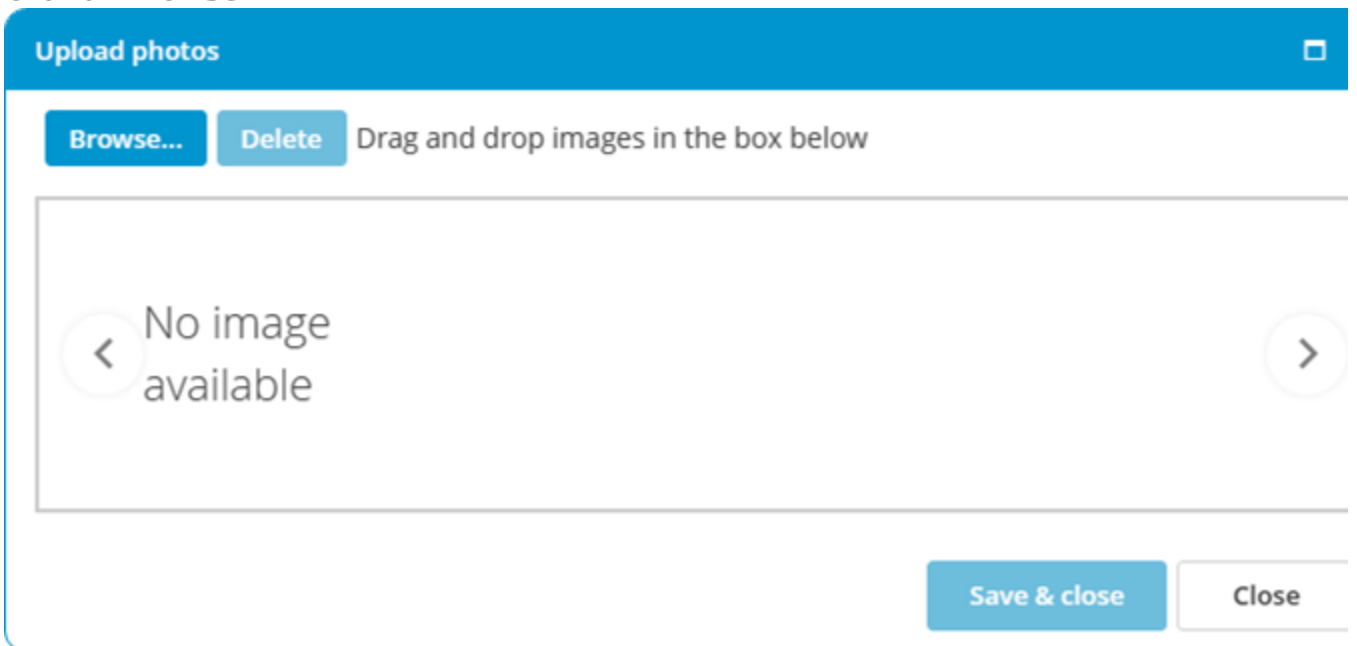 Upload photos
Browse... Delete Drag and drop images in the box below
No image
available
Save & close Close